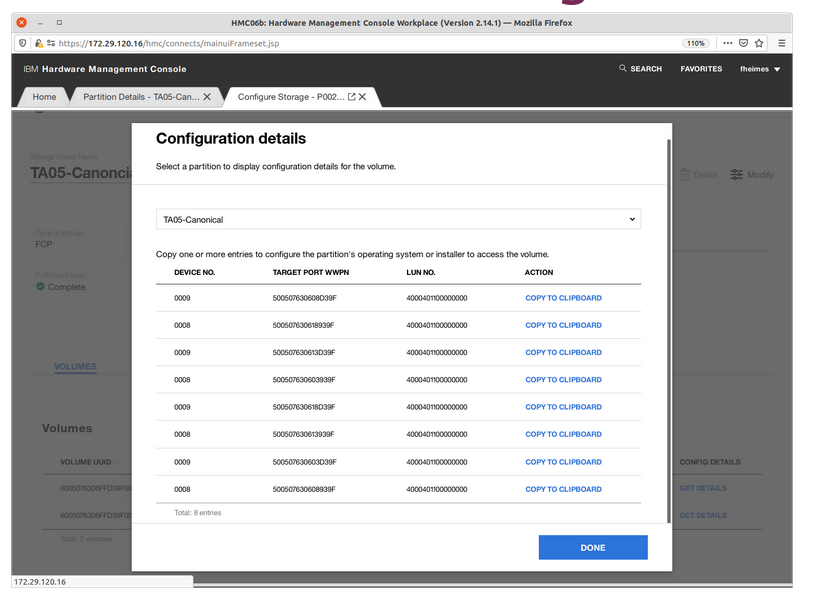 HMC06b: Hardware Management Console Workplace (Version 2.14.1) — Mozilla Firefox
https://172.29.120.16/hmc/connects/mainuiFrameset.jsp 110%
IBM Hardware Management Console SEARCH FAVORITES fheimes
Home Partition Details - TA05-Can... Configure Storage - P002...
Configuration details
Select a partition to display configuration details for the volume.
Storage Group Name
TA05-Canonic
Delete Modify
TA05-Canonical
Type of storage
FCP
Copy one or more entries to configure the partition's operating system or installer to access the volume.
Fulfillment state
Complete
DEVICE NO. TARGET PORT WWPN LUN NO. ACTION
0009 500507630608D39F 4000401100000000 COPY TO CLIPBOARD
0008 500507630618939F 4000401100000000 COPY TO CLIPBOARD
0009 500507630613D39F 4000401100000000 COPY TO CLIPBOARD
0008 500507630603939F 4000401100000000 COPY TO CLIPBOARD
0009 500507630618D39F 4000401100000000 COPY TO CLIPBOARD
0008 500507630613939F 4000401100000000 COPY TO CLIPBOARD
0009 500507630603D39F 4000401100000000 COPY TO CLIPBOARD
0008 500507630608939F 4000401100000000 COPY TO CLIPBOARD
Total: 8 entries
DONE
VOLUMES
Volumes
VOLUME UUID CONFIG DETAILS
6005076306FFD39F00 GET DETAILS
6005076306FFD39F00 GET DETAILS
Total: 2 volumes
172.29.120.16